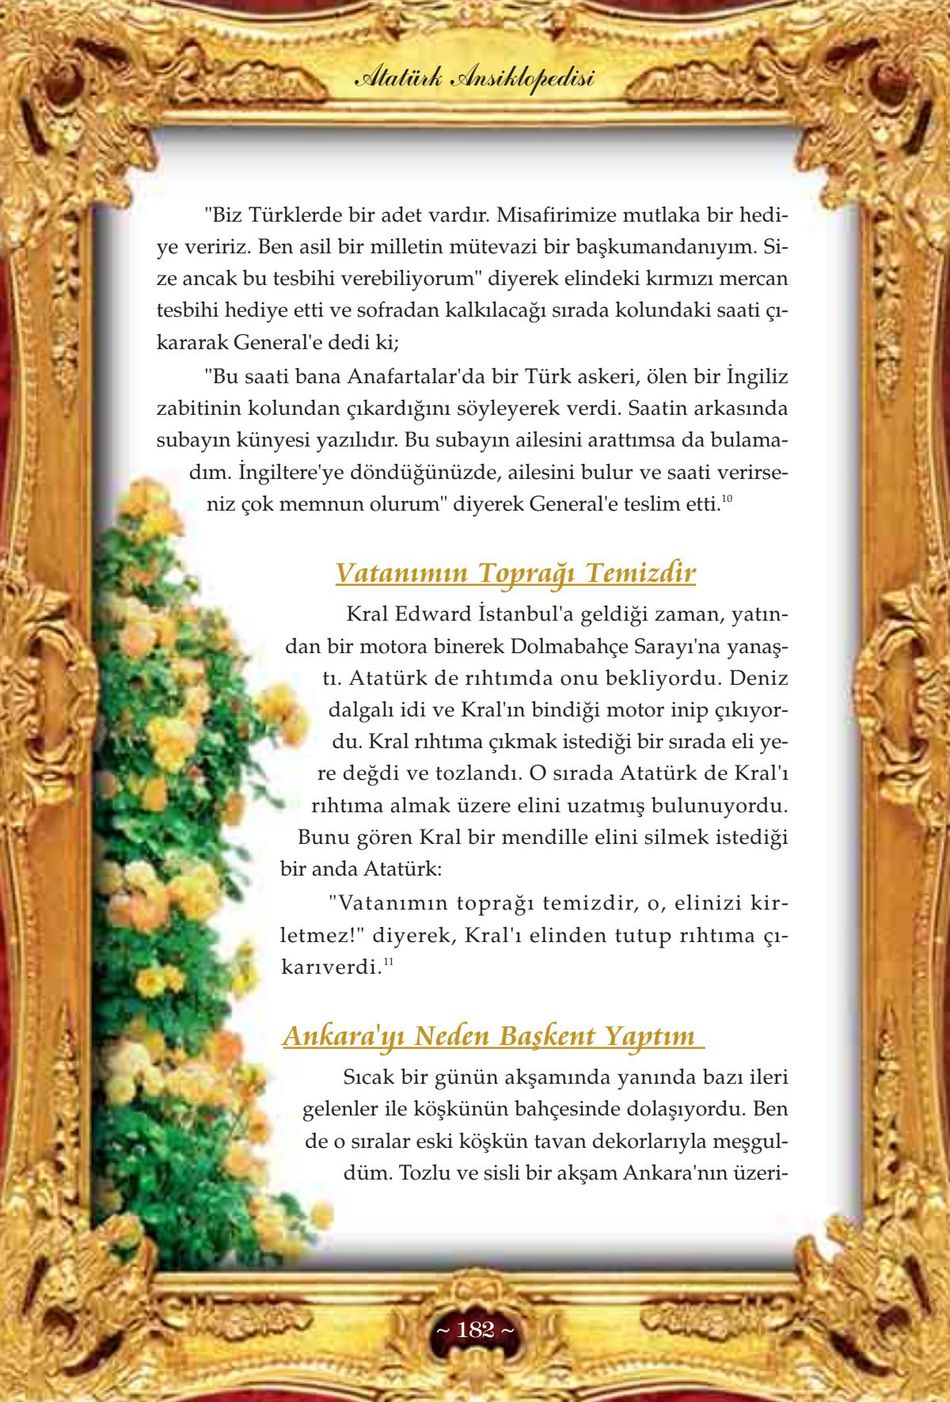 Atatürk Ansiklopedisi
"Biz Türklerde bir adet vardır. Misafirimize mutlaka bir hedi-
ye veririz. Ben asil bir milletin mütevazi bir başkumandanıyım. Si-
ze ancak bu tesbihi verebiliyorum" diyerek elindeki kırmızı mercan
tesbihi hediye etti ve sofradan kalkılacağı sırada kolundaki saati çı-
kararak General'e dedi ki;
"Bu saati bana Anafartalar'da bir Türk askeri, ölen bir İngiliz
zabitinin kolundan çıkardığını söyleyerek verdi. Saatin arkasında
subayın künyesi yazılıdır. Bu subayın ailesini arattımsa da bulama-
dım. İngiltere'ye döndüğünüzde, ailesini bulur ve saati verirse-
niz çok memnun olurum" diyerek General'e teslim etti.10
Vatanımın Toprağı Temizdir
Kral Edward İstanbul'a geldiği zaman, yatın-
dan bir motora binerek Dolmabahçe Sarayı'na yanaş-
tı. Atatürk de rıhtımda onu bekliyordu. Deniz
dalgalı idi ve Kral'ın bindiği motor inip çıkıyor-
du. Kral rıhtıma çıkmak istediği bir sırada eli ye-
re değdi ve tozlandı. O sırada Atatürk de Kral'ı
rıhtıma almak üzere elini uzatmış bulunuyordu.
Bunu gören Kral bir mendille elini silmek istediği
bir anda Atatürk:
"Vatanımın toprağı temizdir, o, elinizi kir-
letmez!" diyerek, Kral'ı elinden tutup rıhtıma çı-
karıverdi.11
Ankara'yı Neden Başkent Yaptım
Sıcak bir günün akşamında yanında bazı ileri
gelenler ile köşkünün bahçesinde dolaşıyordu. Ben
de o sıralar eski köşkün tavan dekorlarıyla meşgul-
düm. Tozlu ve sisli bir akşam Ankara'nın üzeri-
~ 182 ~